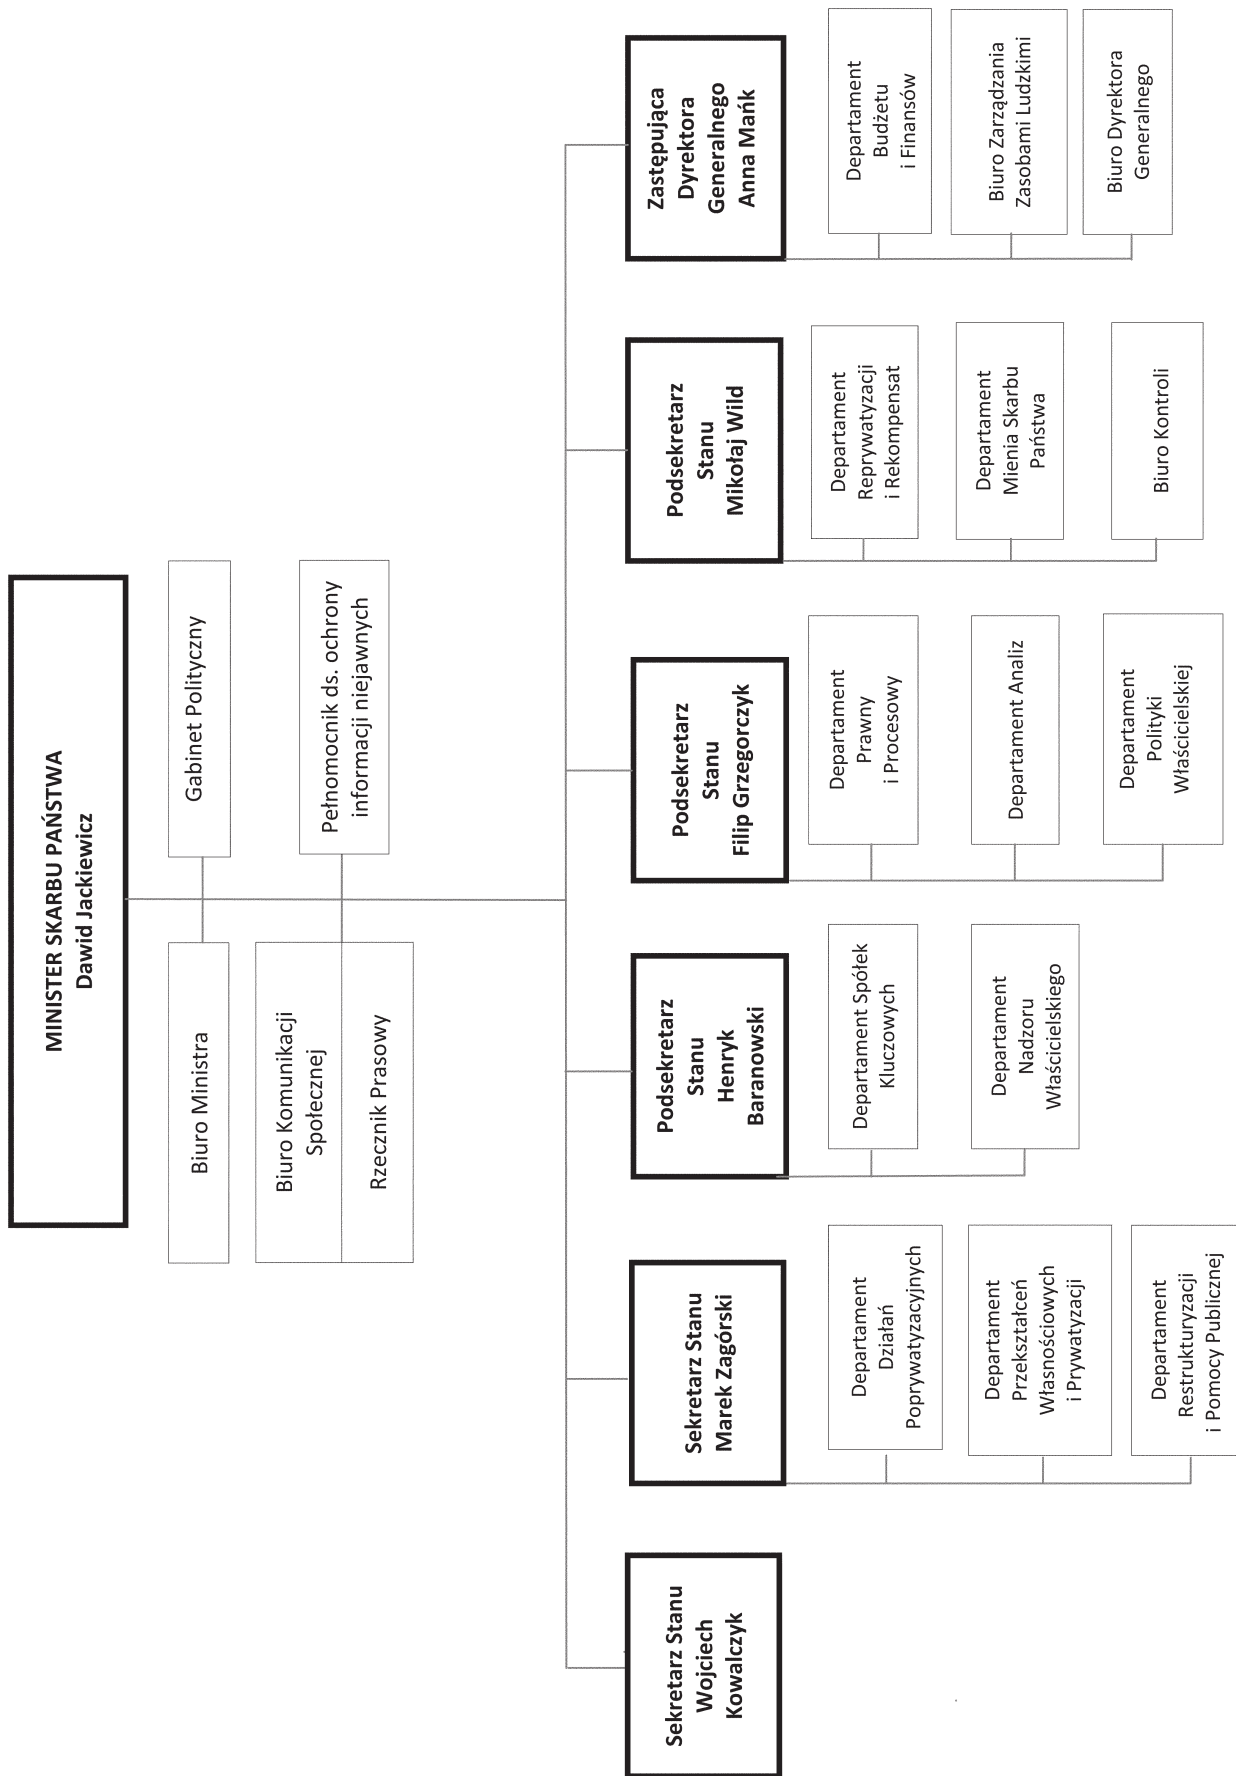 MINISTER SKARBU PAŃSTWA
Dawid Jackiewicz
Biuro Ministra
Gabinet Polityczny
Biuro Komunikacji
Społecznej
Rzecznik Prasowy
Pełnomocnik ds. ochrony
informacji niejawnych
Sekretarz Stanu
Wojciech
Kowalczyk
Sekretarz Stanu
Marek Zagórski
Departament
Działań
Poprywatyzacyjnych
Departament
Przekształceń
Własnościowych
i Prywatyzacji
Departament
Restrukturyzacji
i Pomocy Publicznej
Podsekretarz
Stanu
Henryk
Baranowski
Departament Spółek
Kluczowych
Departament
Nadzoru
Właścicielskiego
Podsekretarz
Stanu
Filip Grzegorczyk
Departament
Prawny
i Procesowy
Departament Analiz
Departament
Polityki
Właścicielskiej
Podsekretarz
Stanu
Mikołaj Wild
Departament
Reprywatyzacji
i Rekompensat
Departament
Mienia Skarbu
Państwa
Biuro Kontroli
Zastępująca
Dyrektora
Generalnego
Anna Mańk
Departament
Budżetu
i Finansów
Biuro Zarządzania
Zasobami Ludzkimi
Biuro Dyrektora
Generalnego